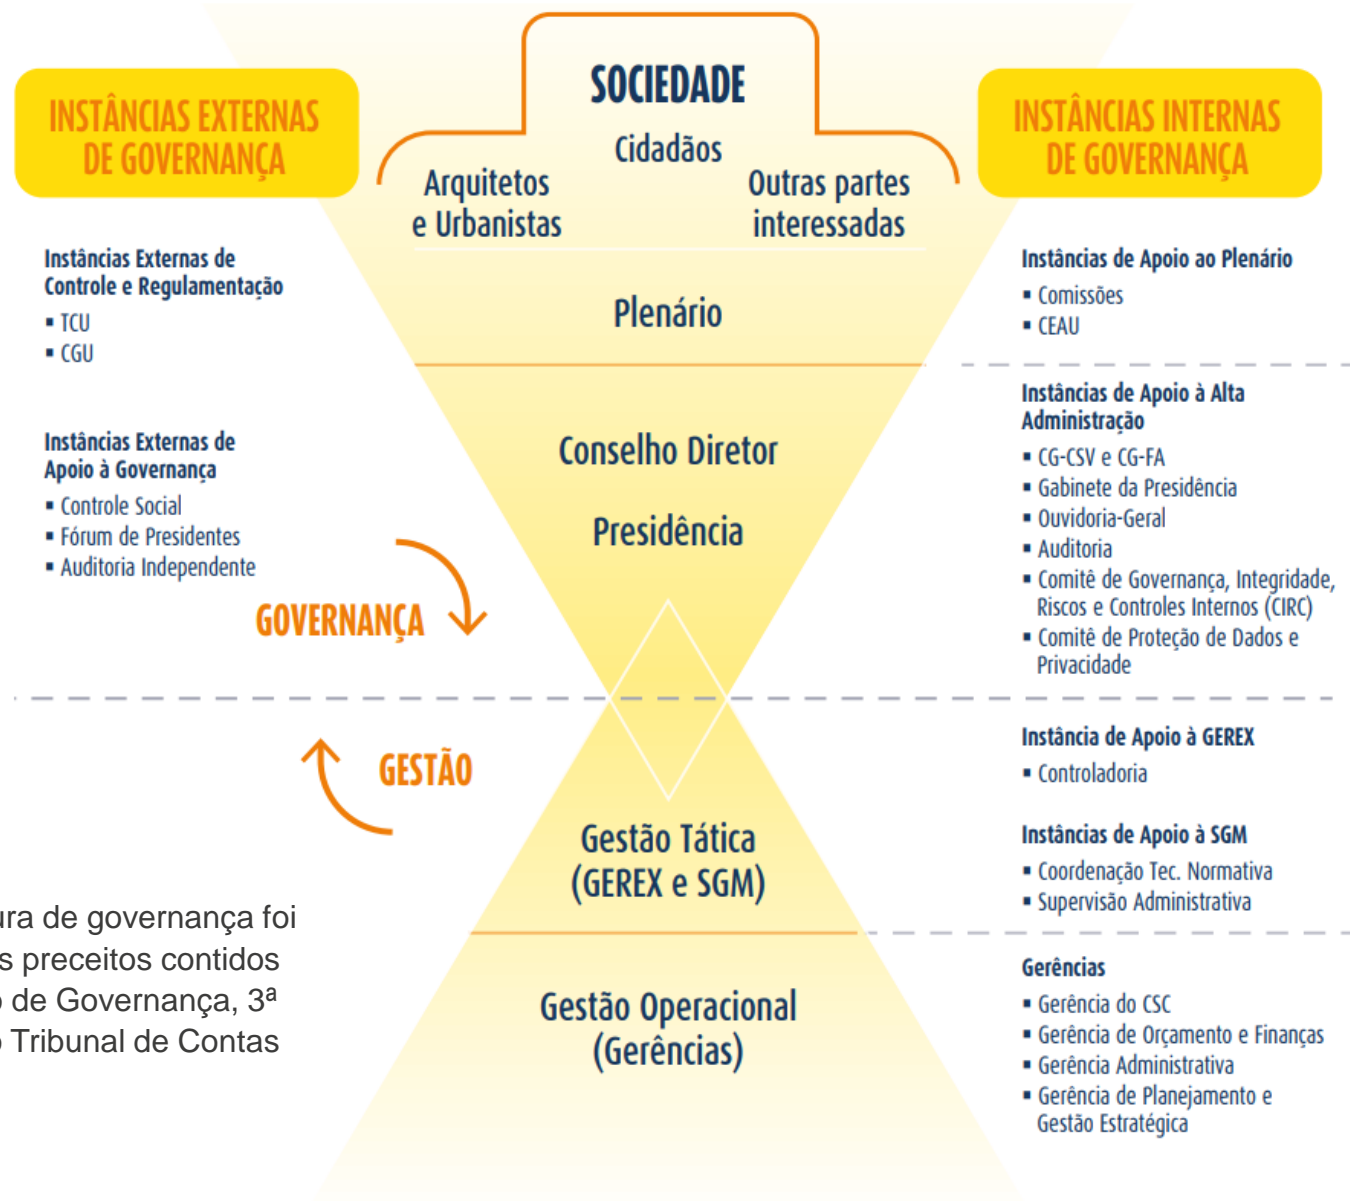 INSTÂNCIAS EXTERNAS
DE GOVERNANÇA
Instâncias Externas de
Controle e Regulamentação
▪ TCU
▪ CGU
Instâncias Externas de
Apoio à Governança
▪ Controle Social
▪ Fórum de Presidentes
▪ Auditoria Independente
SOCIEDADE
Cidadãos
Arquitetos
e Urbanistas
Outras partes
interessadas
Plenário
Conselho Diretor
Presidência
GOVERNANÇA
GESTÃO
Gestão Tática
(GEREX e SGM)
Gestão Operacional
(Gerências)
INSTÂNCIAS INTERNAS
DE GOVERNANÇA
Instâncias de Apoio ao Plenário
▪ Comissões
▪ CEAU
Instâncias de Apoio à Alta
Administração
▪ CG-CSV e CG-FA
▪ Gabinete da Presidência
▪ Ouvidoria-Geral
▪ Auditoria
▪ Comitê de Governança, Integridade,
Riscos e Controles Internos (CIRC)
▪ Comitê de Proteção de Dados e
Privacidade
Instância de Apoio à GEREX
▪ Controladoria
Instâncias de Apoio à SGM
▪ Coordenação Tec. Normativa
▪ Supervisão Administrativa
Gerências
▪ Gerência do CSC
▪ Gerência de Orçamento e Finanças
▪ Gerência Administrativa
▪ Gerência de Planejamento e
Gestão Estratégica
ura de governança foi
s preceitos contidos
o de Governança, 3ª
o Tribunal de Contas